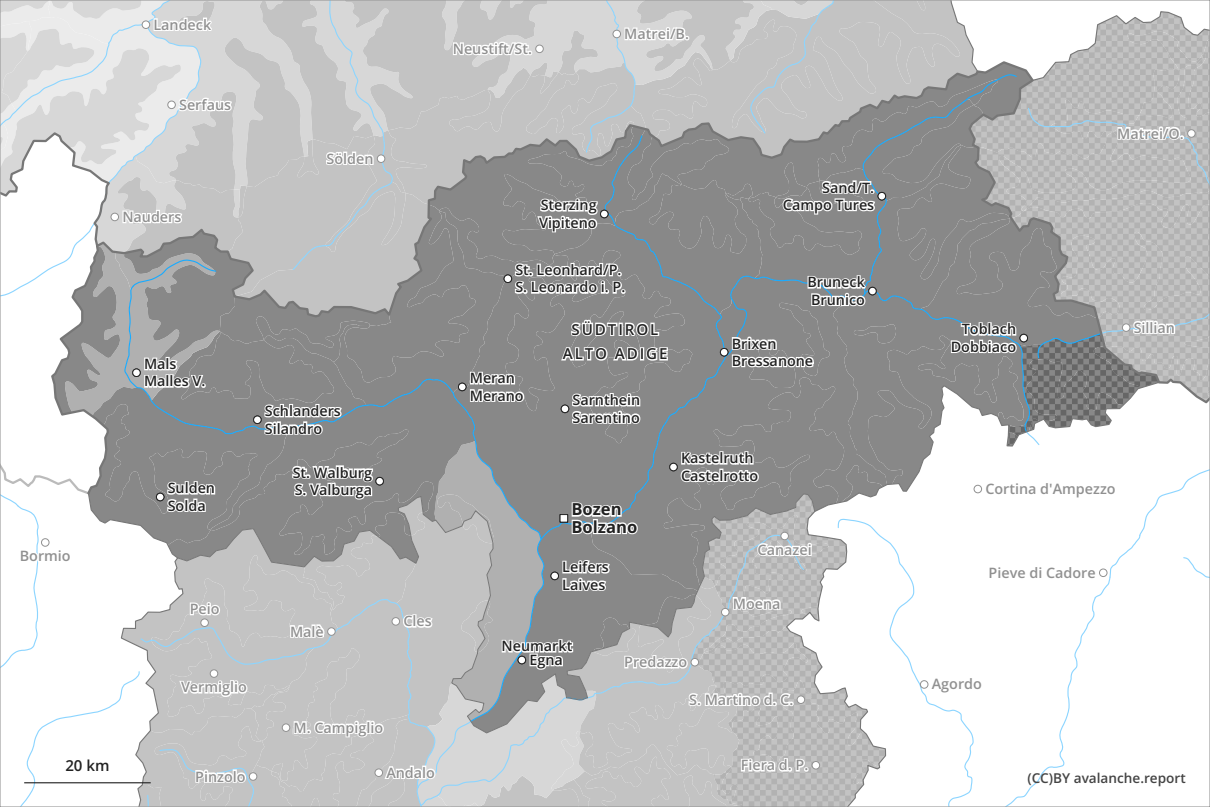 Landeck
Matrei/B.
Neustift/St.
Serfaus
Matrei/O.
Sölden
Sand/T.
Campo Tures
Sterzing
Vipiteno
Nauders
St. Leonhard/P.
S. Leonardo i. P.
Bruneck
Brunico
SÜDTIROL
ALTO ADIGE
Toblach
Dobbiaco
Sillian
Brixen
Bressanone
Mals
Malles V.
Meran
Merano
Sarnthein
Sarentino
Schlanders
Silandro
Kastelruth
Castelrotto
St. Walburg
S. Valburga
Sulden
Solda
Cortina d'Ampezzo
Bozen
Bolzano
Bormio
Canazei
Leifers
Laives
Pieve di Cadore
Peio
Moena
Cles
Malè
Neumarkt
Egna
Predazzo
Vermiglio
Agordo
S. Martino d. C.
M. Campiglio
20 km
Fiera d. P.
Pinzolo
Andalo
(CC)BY avalanche.report